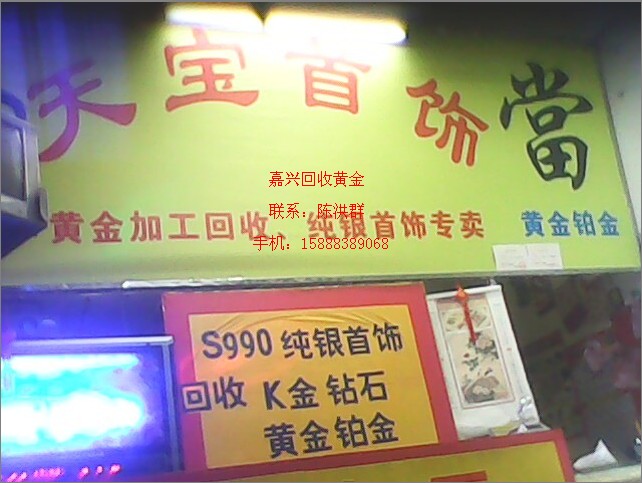 天宝首饰當
嘉兴回收黄金
联系：陈洪群
黄金加工回收、纯银首饰专卖 黄金铂金
手机：15888389068
S990 纯银首饰
回收 K金 钻石
黄金铂金